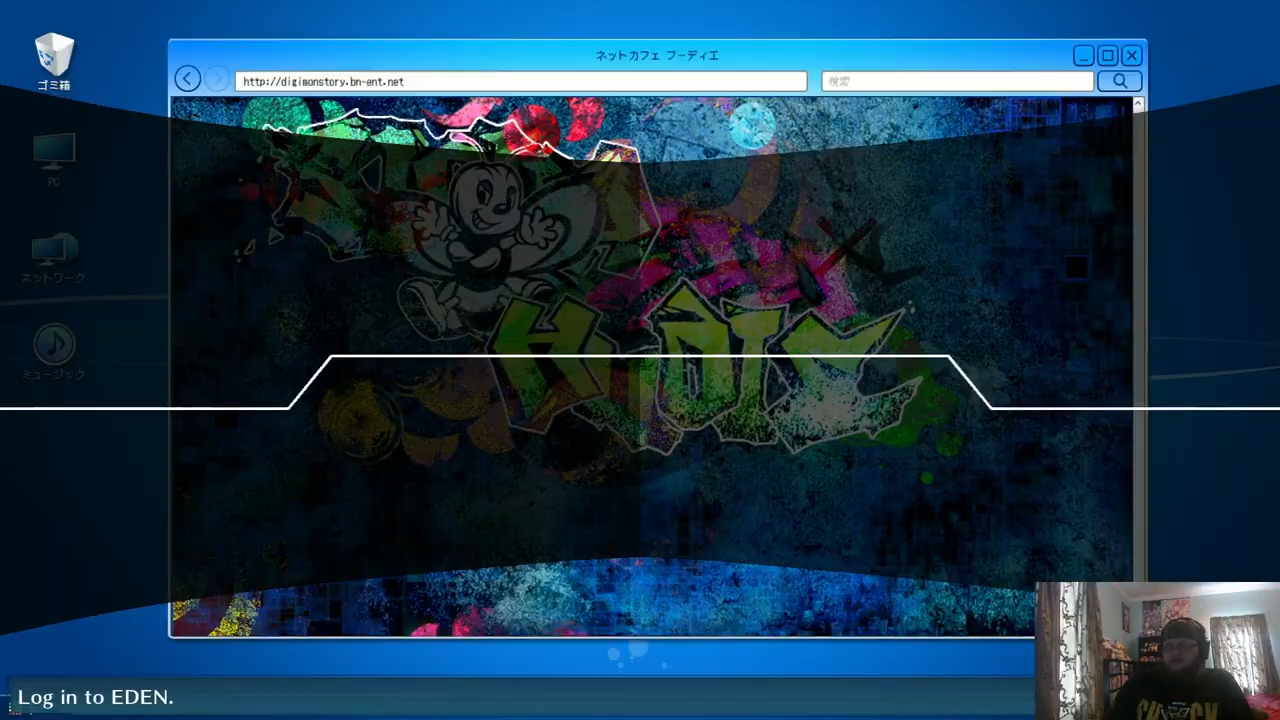 ゴミ箱
ネットカフェ フーディエ
http://digimonstory.bn-ent.net
検索
PC
ネットワーク
ミュージック
Log in to EDEN.